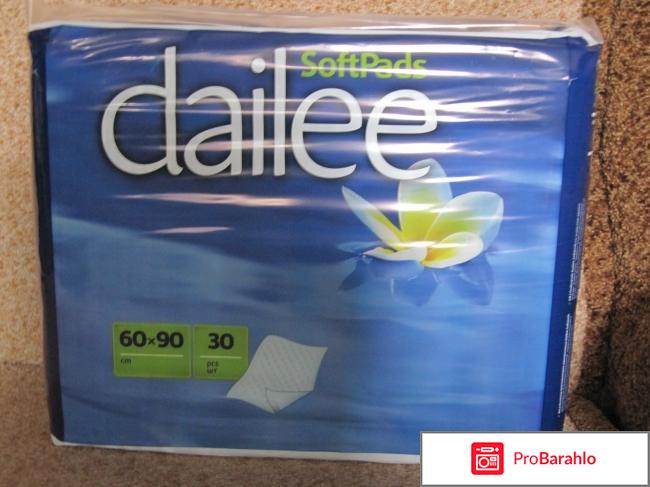 SoftPads
dailee
60×90
cm
30
pcs
шт
ProBarahlo